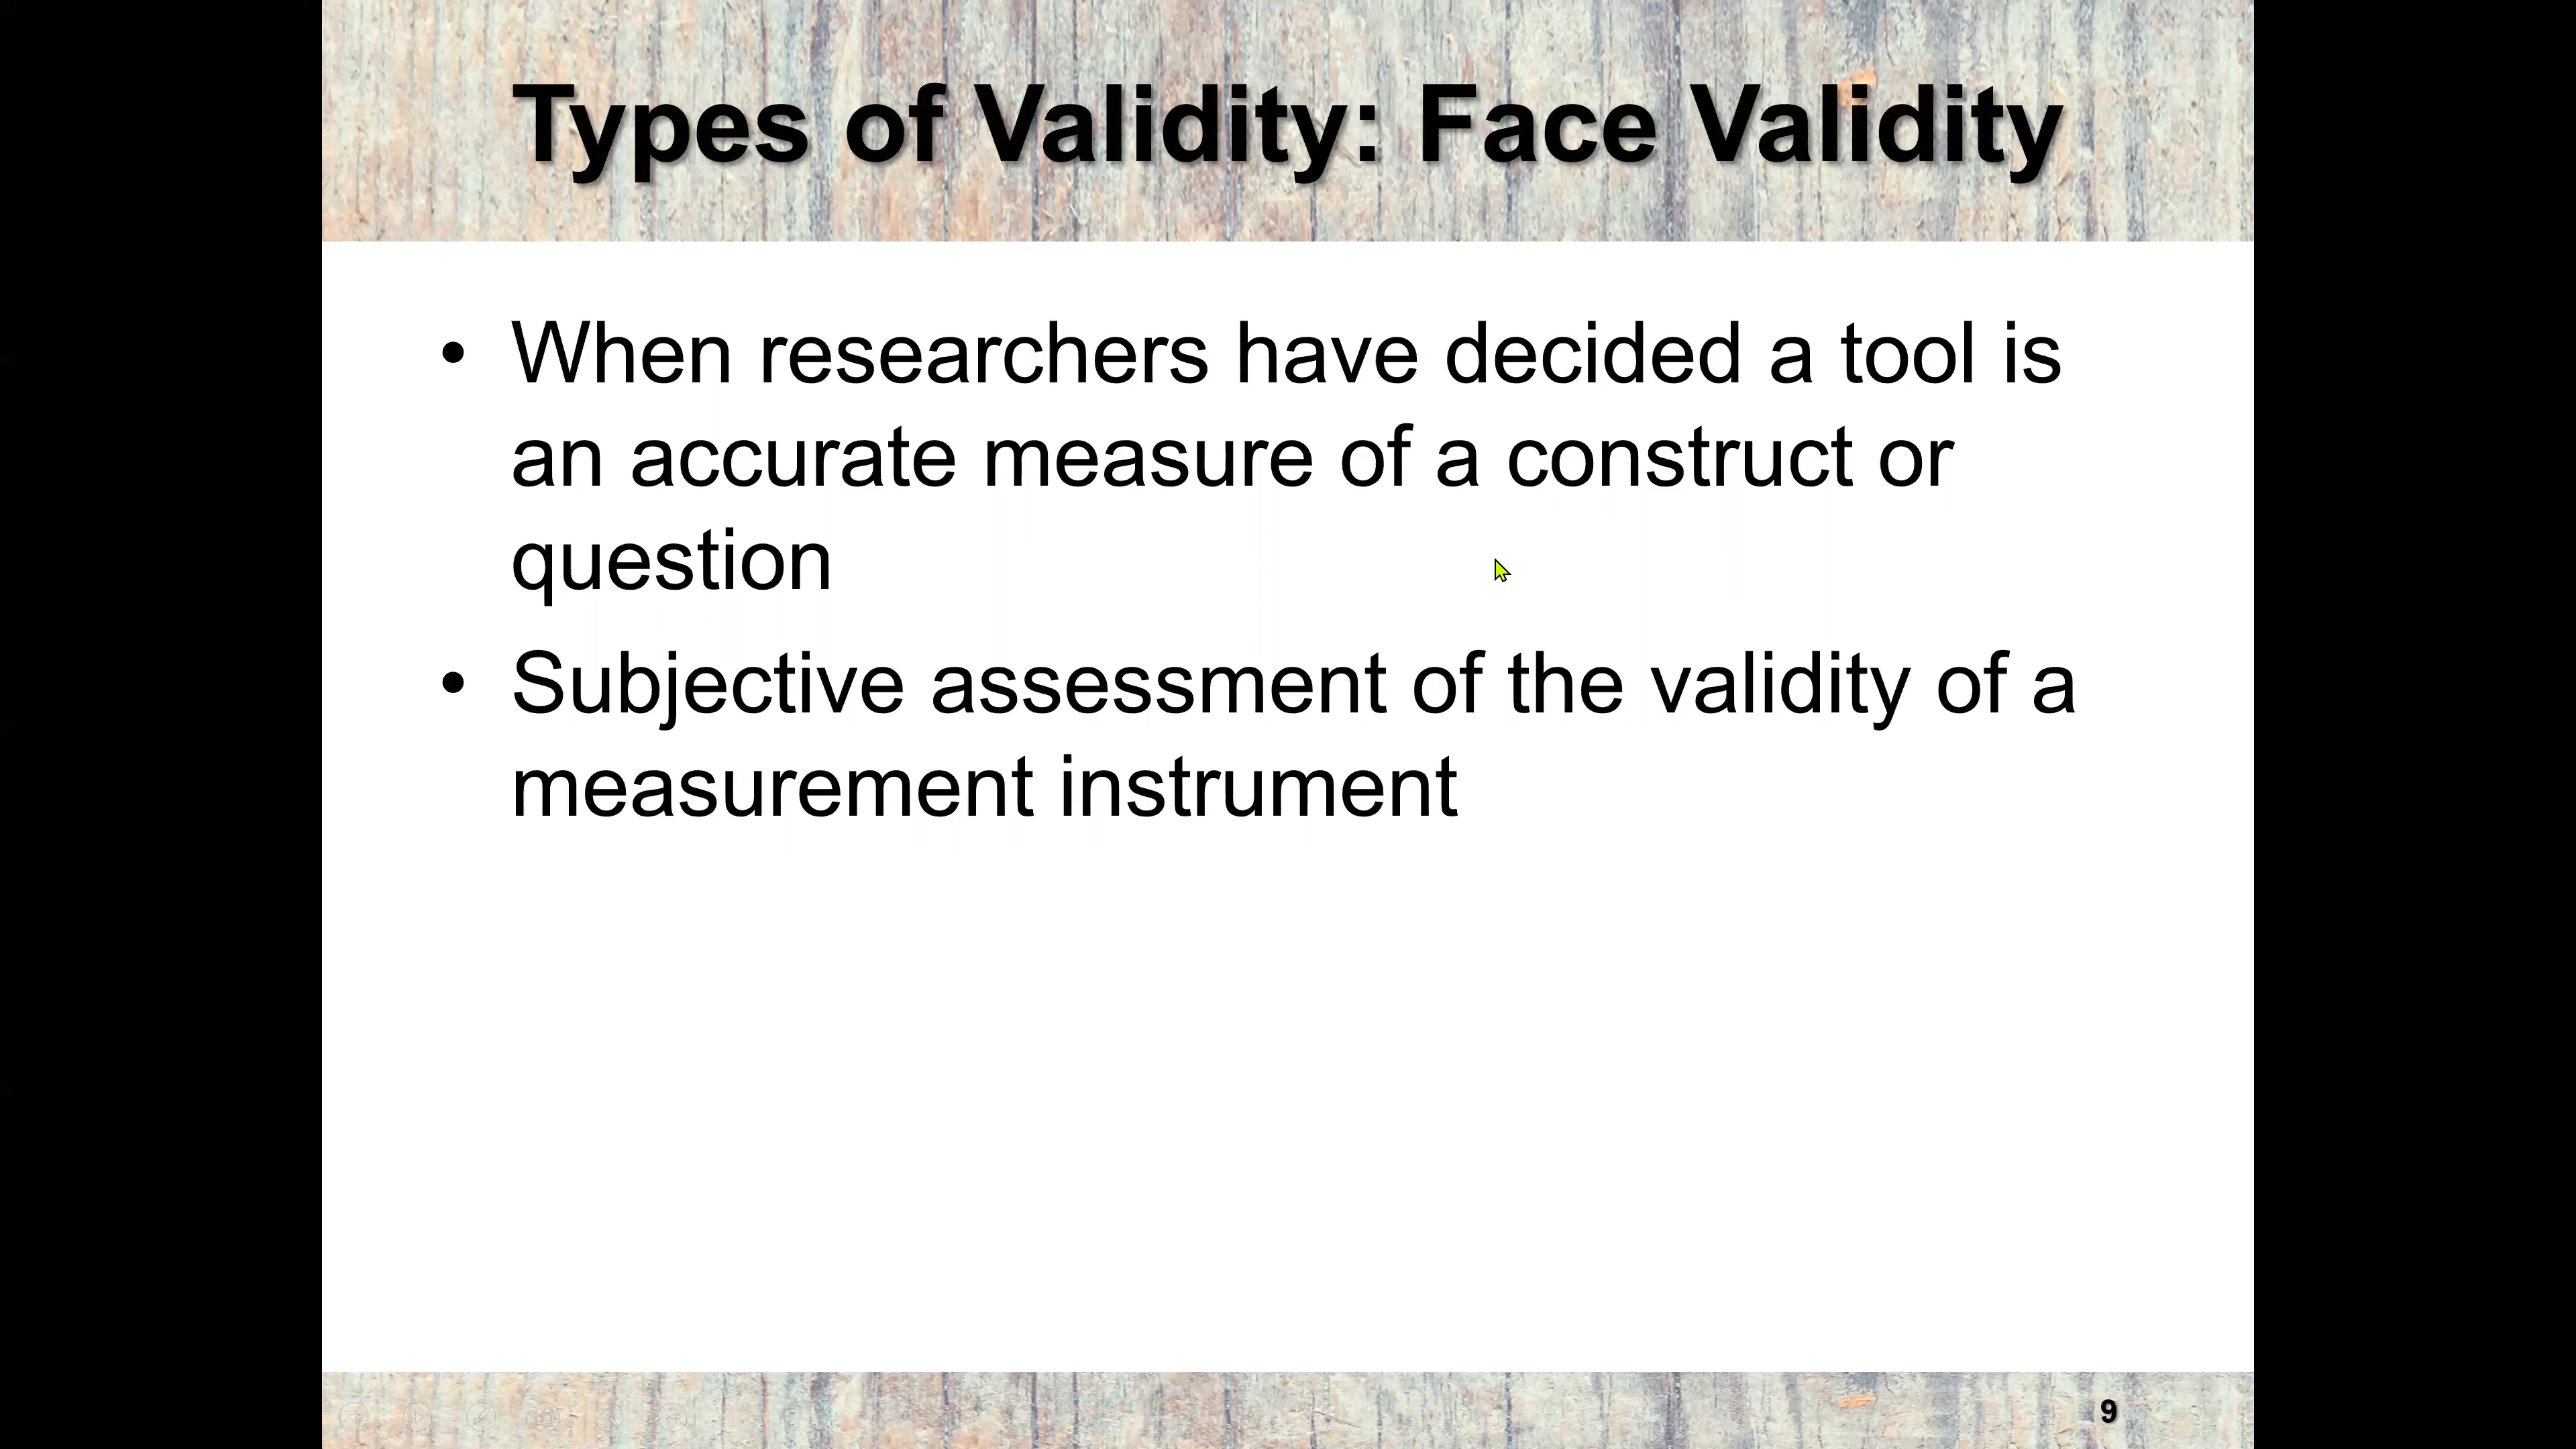 Types of Validity: Face Validity
• When researchers have decided a tool is
an accurate measure of a construct or
question
• Subjective assessment of the validity of a
measurement instrument
9